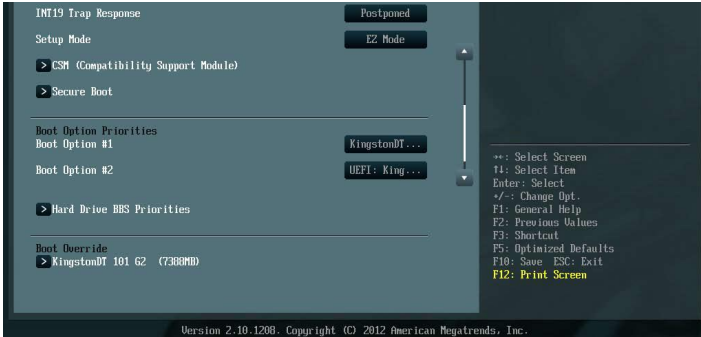 INT19 Trap Response
Postponed
Setup Mode
EZ Mode
> CSM (Compatibility Support Module)
> Secure Boot
Boot Option Priorities
Boot Option #1
KingstonDT...
Boot Option #2
UEFI: King...
> Hard Drive BBS Priorities
Boot Override
> KingstonDT 101 G2 (7388MB)
→←: Select Screen
↑↓: Select Item
Enter: Select
+/-: Change Opt.
F1: General Help
F2: Previous Values
F3: Shortcut
F5: Optimized Defaults
F10: Save ESC: Exit
F12: Print Screen
Version 2.10.1208. Copyright (C) 2012 American Megatrends, Inc.